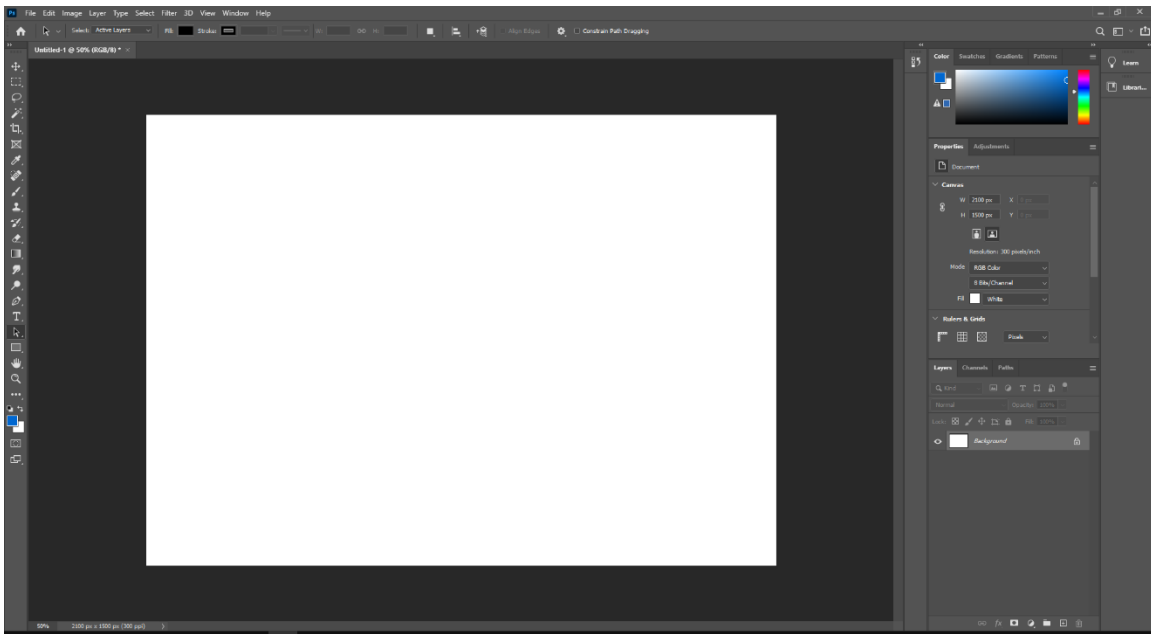 Ps File Edit Image Layer Type Select Filter 3D View Window Help
Select: Active Layers Fill: Stroke: W: H: Align Edges Constrain Path Dragging
Untitled-1 @ 50% (RGB/8) * ×
Color Swatches Gradients Patterns
Learn
Librari...
Properties Adjustments
Document
Canvas
W 2100 px X
H 1500 px Y
Resolution: 300 pixels/inch
Mode RGB Color
8 Bits/Channel
Fill White
Rulers & Grids
Pixels
Layers Channels Paths
Kind
Normal Opacity: 100%
Lock: Fill: 100%
Background
50% 2100 px x 1500 px (300 ppi)